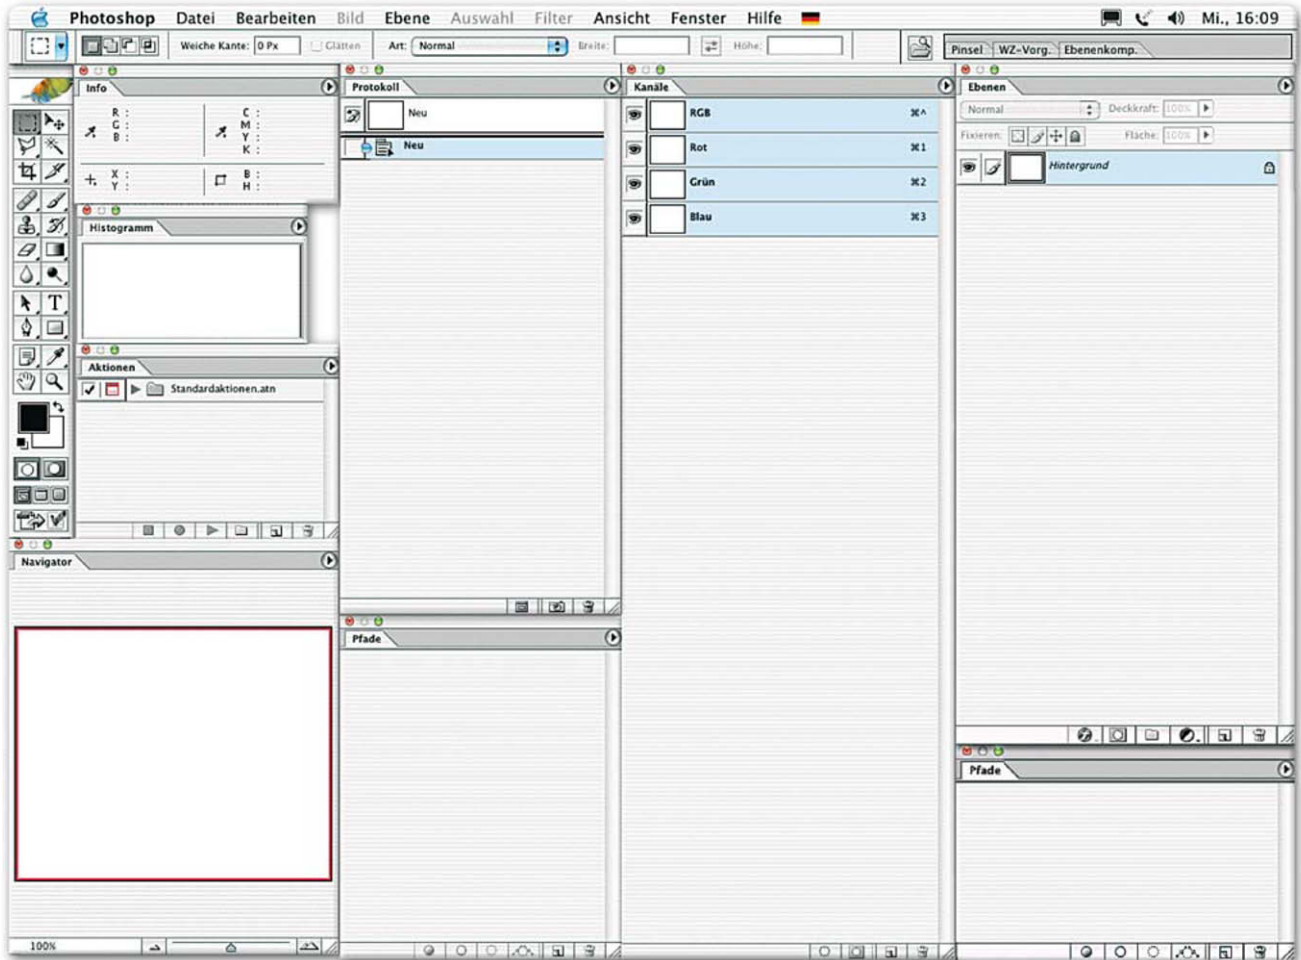 Photoshop Datei Bearbeiten Bild Ebene Auswahl Filter Ansicht Fenster Hilfe Mi., 16:09
Weiche Kante: 0 Px Glätten Art: Normal Breite: Höhe: Pinsel WZ-Vorg. Ebenenkomp.
Info
R :
G :
B :
C :
M :
Y :
K :
X :
Y :
B :
H :
Histogramm
Aktionen
Standardaktionen.atn
Navigator
100%
Protokoll
Neu
Neu
Pfade
Kanäle
RGB ⌘^
Rot ⌘1
Grün ⌘2
Blau ⌘3
Ebenen
Normal Deckkraft: 100%
Fixieren: Fläche: 100%
Hintergrund
Pfade